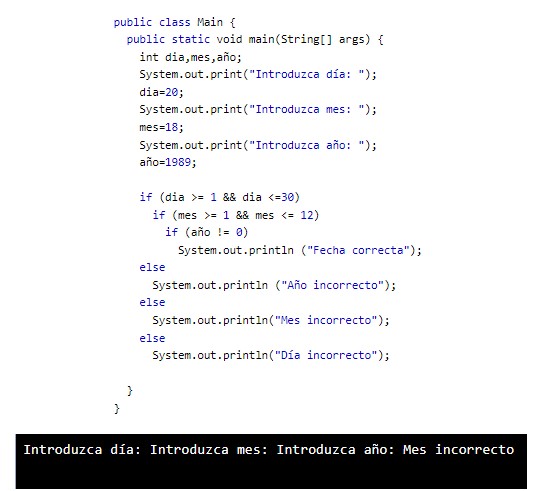 public class Main {
public static void main(String[] args) {
int dia,mes,año;
System.out.print("Introduzca día: ");
dia=20;
System.out.print("Introduzca mes: ");
mes=18;
System.out.print("Introduzca año: ");
año=1989;
if (dia >= 1 && dia <=30)
if (mes >= 1 && mes <= 12)
if (año != 0)
System.out.println ("Fecha correcta");
else
System.out.println ("Año incorrecto");
else
System.out.println("Mes incorrecto");
else
System.out.println("Día incorrecto");
}
}
Introduzca día: Introduzca mes: Introduzca año: Mes incorrecto